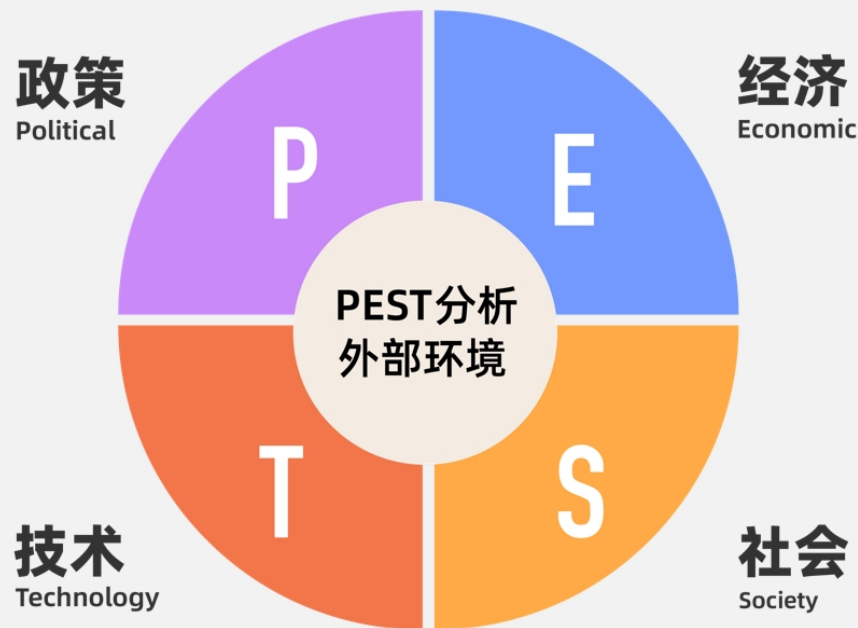 政策
Political
经济
Economic
P
E
PEST分析
外部环境
T
S
技术
Technology
社会
Society